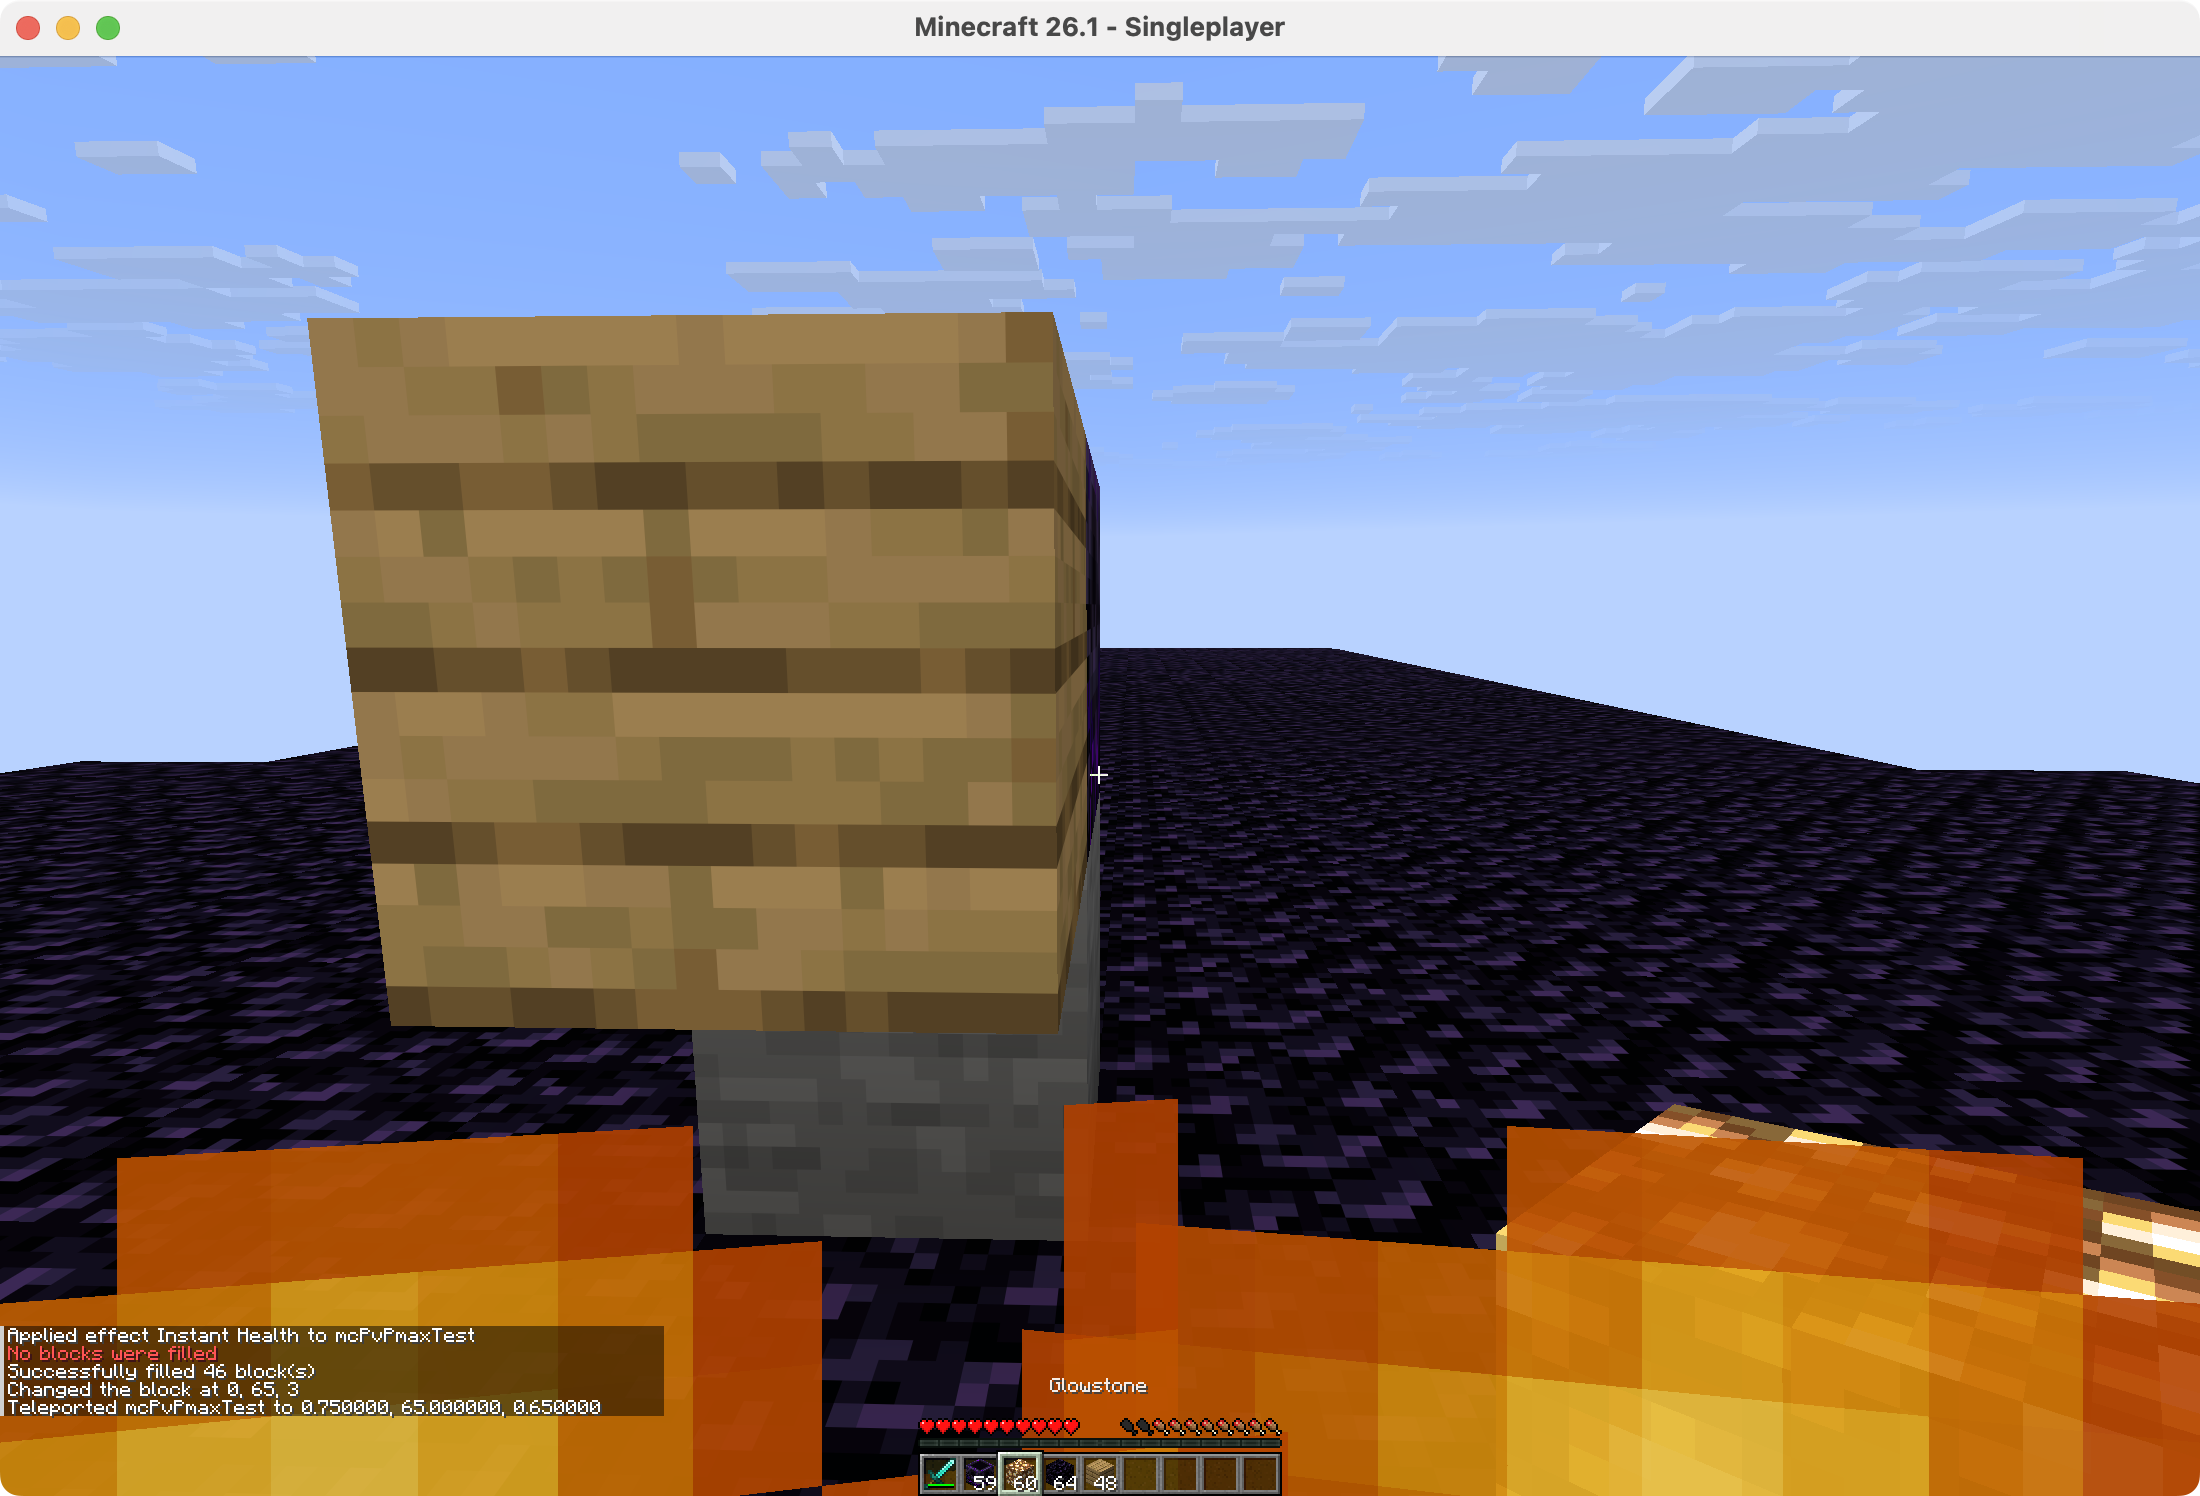 Minecraft 26.1 - Singleplayer
Applied effect Instant Health to mcPvPmaxTest
No blocks were filled
Successfully filled 46 block(s)
Changed the block at 0, 65, 3
Teleported mcPvPmaxTest to 0.750000, 65.000000, 0.650000
Glowstone
59 60 64 48